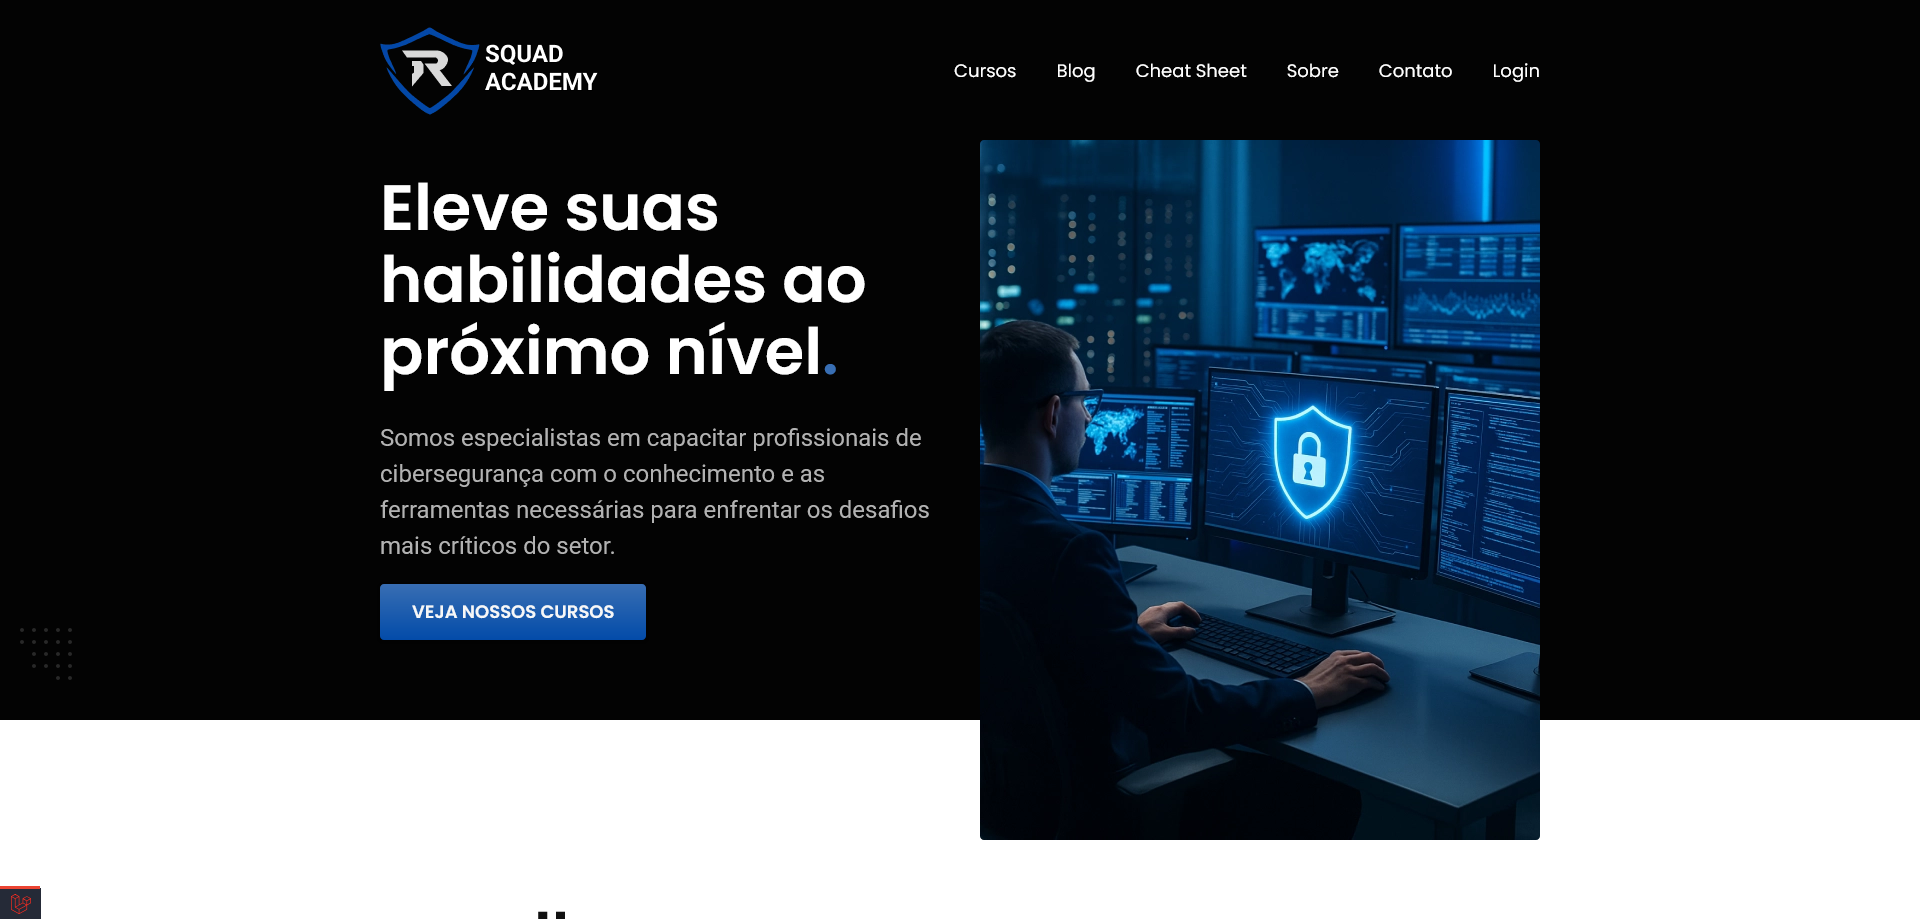 SQUAD
ACADEMY
Cursos
Blog
Cheat Sheet
Sobre
Contato
Login
Eleve suas
habilidades ao
próximo nível.
Somos especialistas em capacitar profissionais de
cibersegurança com o conhecimento e as
ferramentas necessárias para enfrentar os desafios
mais críticos do setor.
VEJA NOSSOS CURSOS